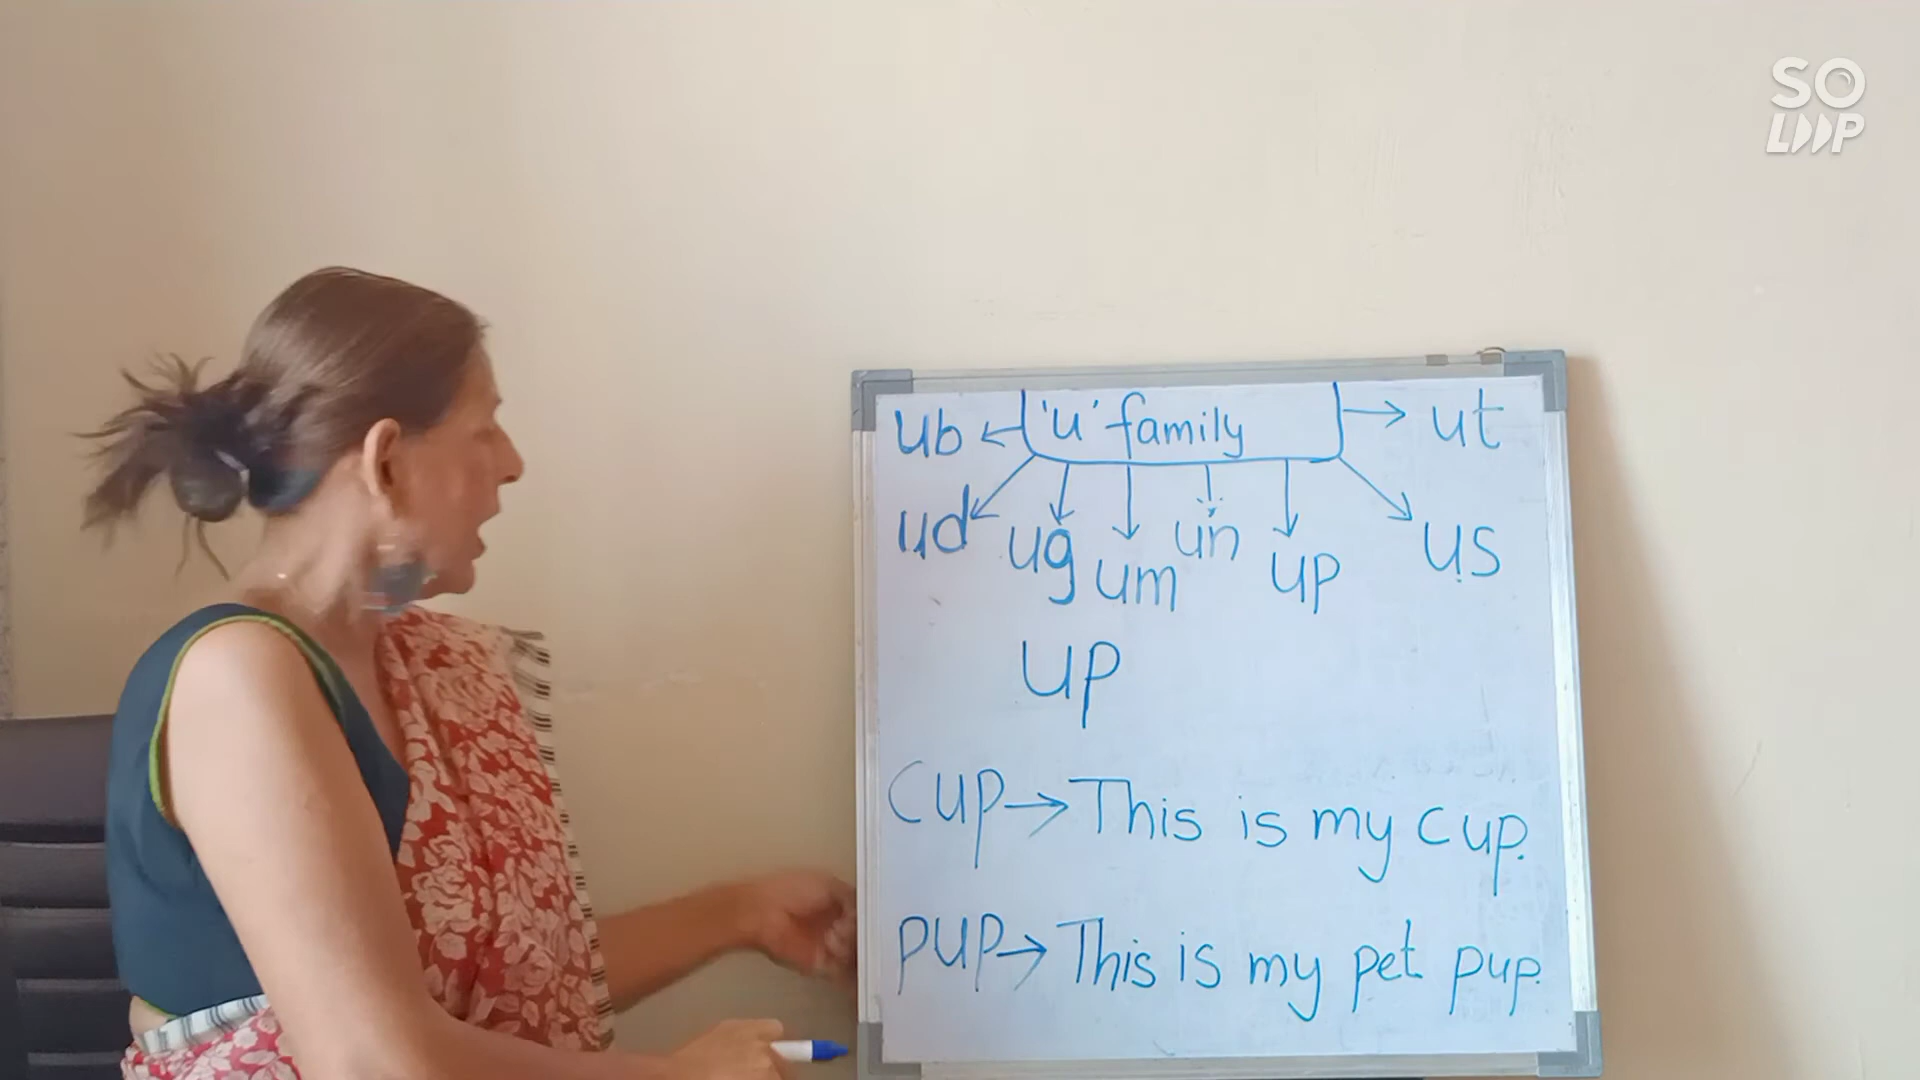 SO
LOOP
ub ← 'u' family → ut
ud ug um un up us
up
cup → This is my cup.
pup → This is my pet pup.